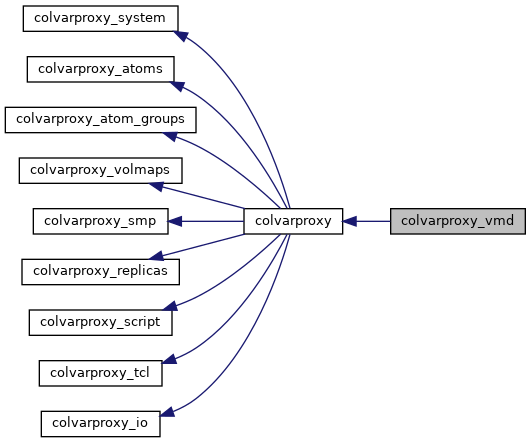 colvarproxy_system
colvarproxy_atoms
colvarproxy_atom_groups
colvarproxy_volmaps
colvarproxy_smp
colvarproxy
colvarproxy_vmd
colvarproxy_replicas
colvarproxy_script
colvarproxy_tcl
colvarproxy_io